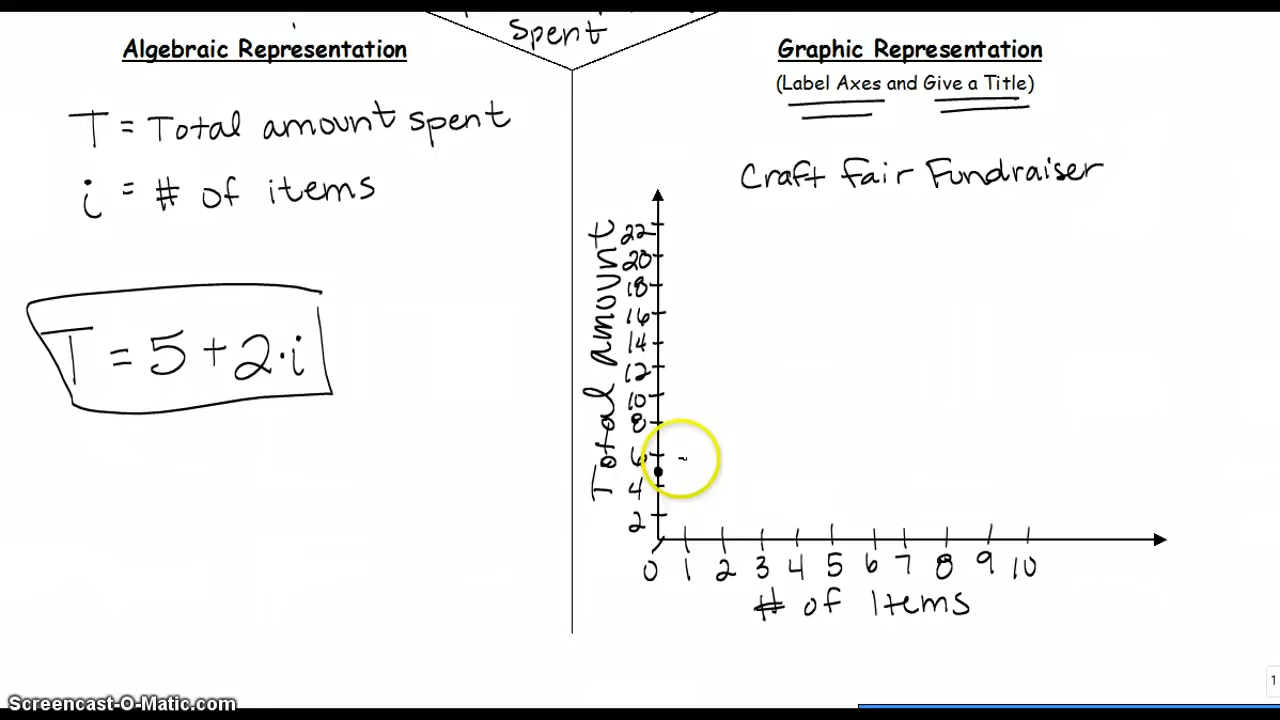 Spent
Algebraic Representation
T = Total amount spent
i = # of items
T = 5 + 2·i
Graphic Representation
(Label Axes and Give a Title)
Craft Fair Fundraiser
Total amount
22
20
18
16
14
12
10
8
6
4
2
0 1 2 3 4 5 6 7 8 9 10
# of Items
Screencast-O-Matic.com
1